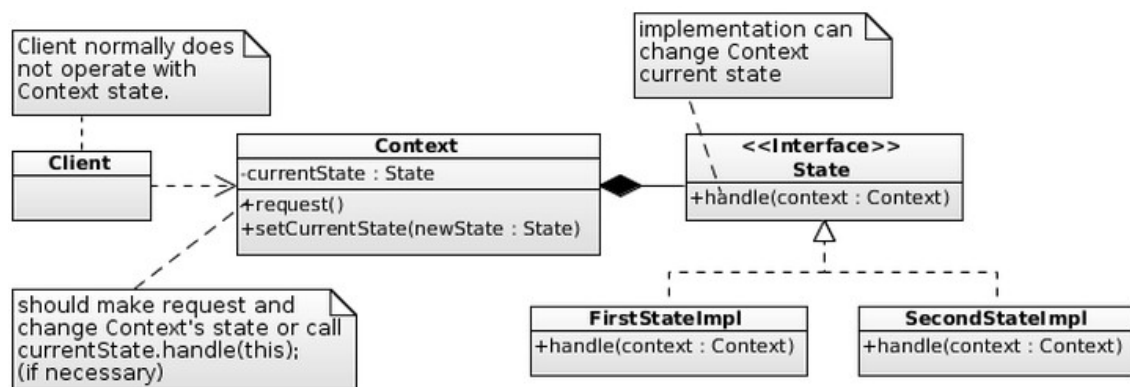 Client normally does
not operate with
Context state.
implementation can
change Context
current state
Client
Context
-currentState : State
+request()
+setCurrentState(newState : State)
<<Interface>>
State
+handle(context : Context)
should make request and
change Context's state or call
currentState.handle(this);
(if necessary)
FirstStateImpl
+handle(context : Context)
SecondStateImpl
+handle(context : Context)